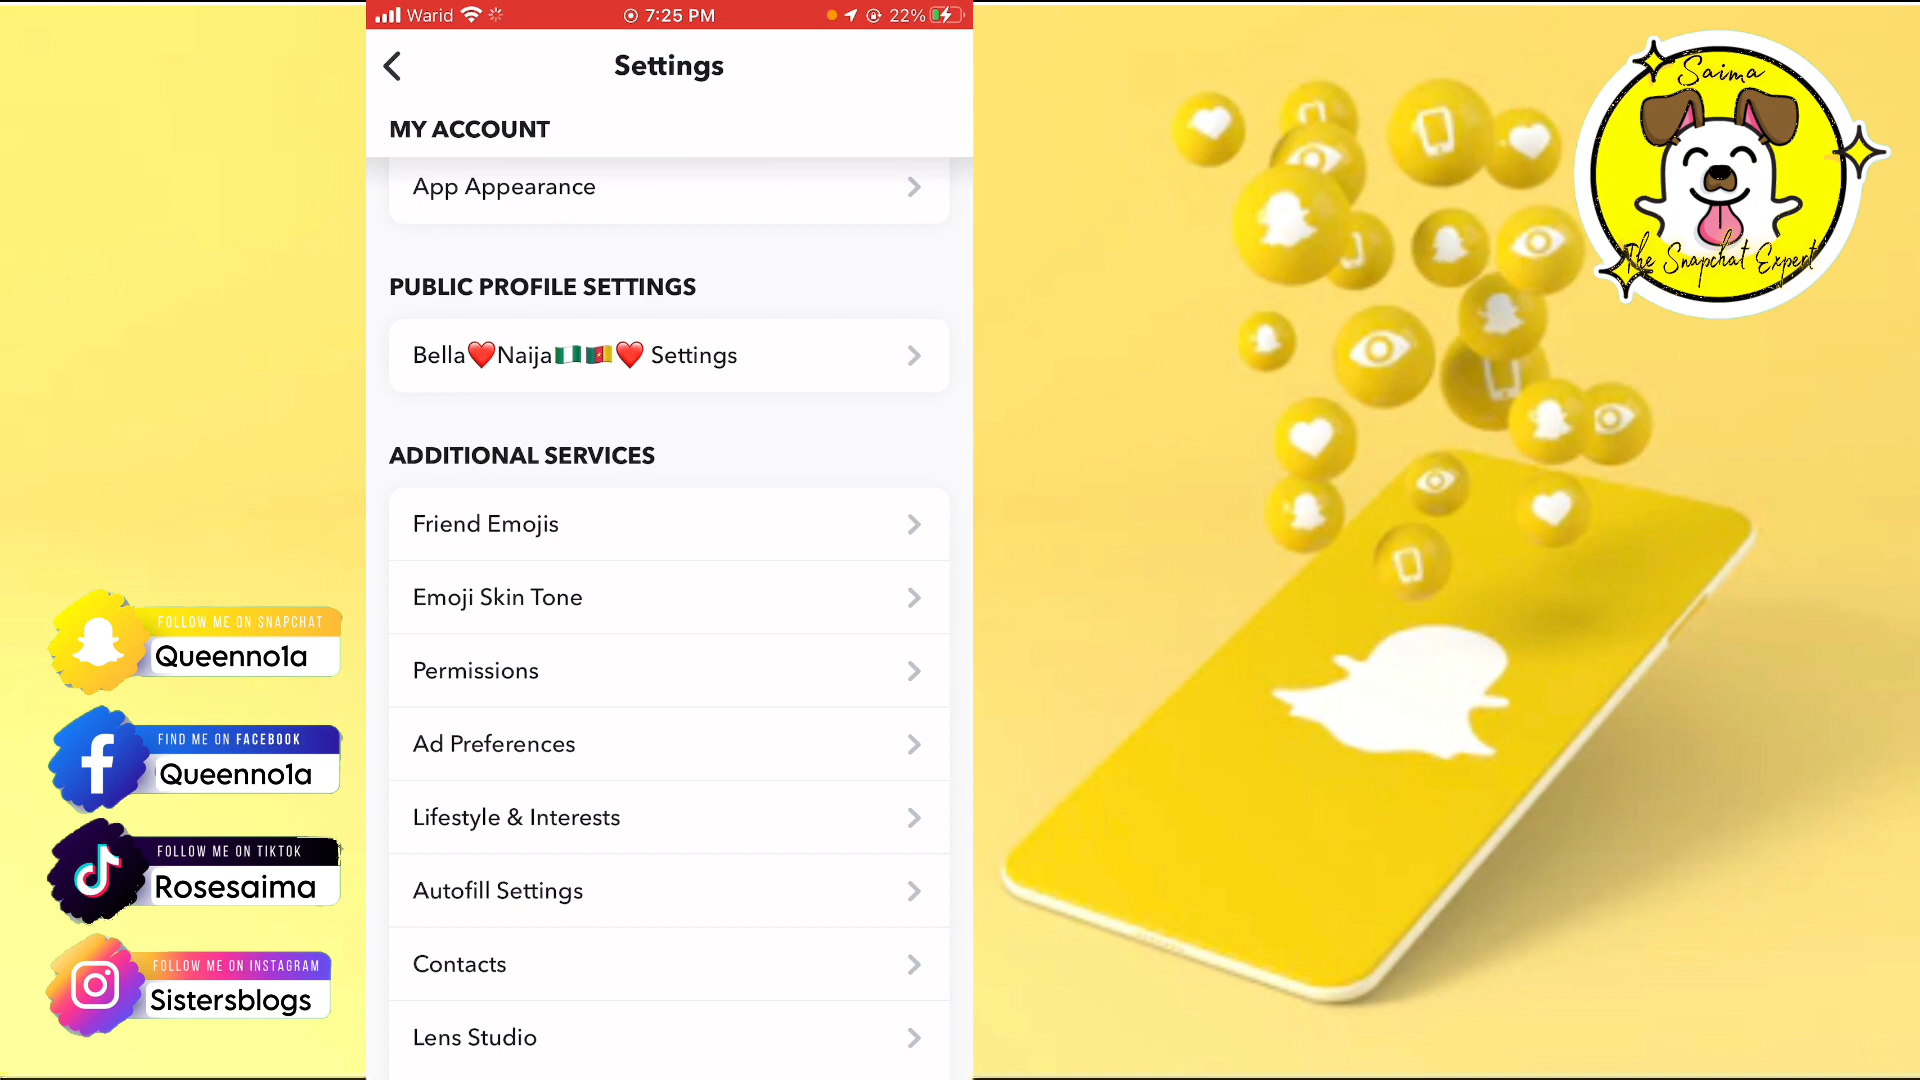 Warid 7:25 PM 22%
Settings
MY ACCOUNT
App Appearance
PUBLIC PROFILE SETTINGS
Bella❤️Naija🇳🇬🇨🇲❤️ Settings
ADDITIONAL SERVICES
Friend Emojis
Emoji Skin Tone
Permissions
Ad Preferences
Lifestyle & Interests
Autofill Settings
Contacts
Lens Studio
FOLLOW ME ON SNAPCHAT
Queenno1a
FIND ME ON FACEBOOK
Queenno1a
FOLLOW ME ON TIKTOK
Rosesaima
FOLLOW ME ON INSTAGRAM
Sistersblogs
Saima
The Snapchat Expert